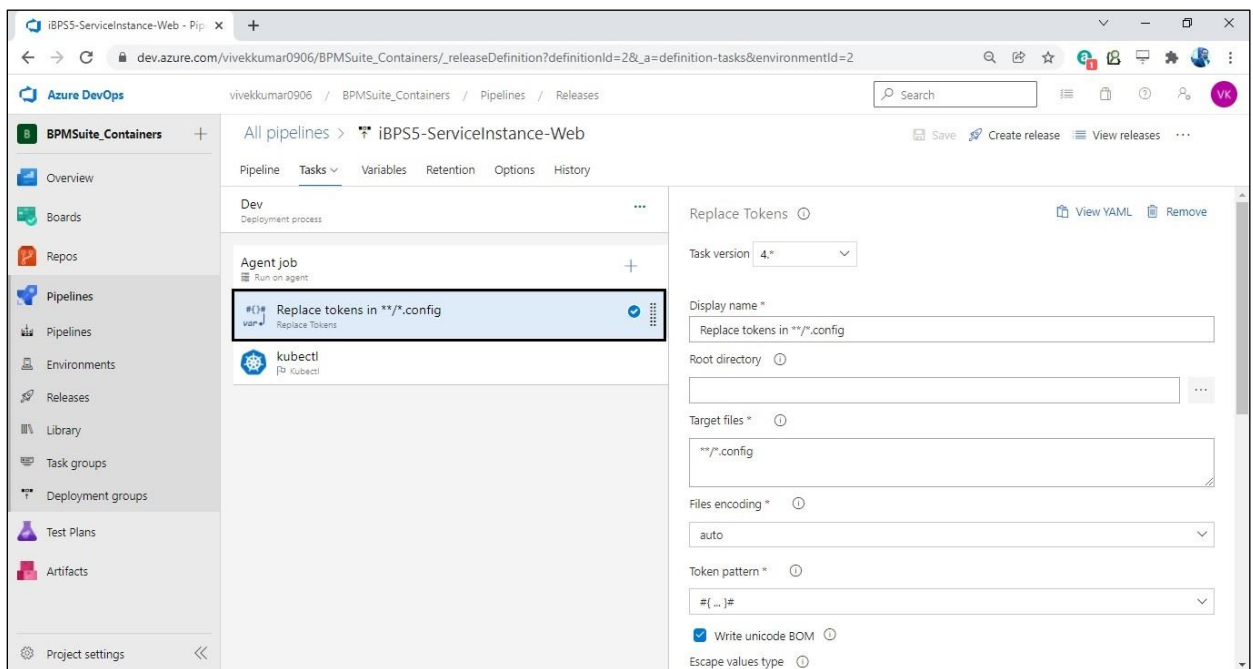 iBPS5-ServiceInstance-Web - Pip
dev.azure.com/vivekkumar0906/BPMSuite_Containers/_releaseDefinition?definitionId=2&_a=definition-tasks&environmentId=2
1
Azure DevOps
vivekkumar0906 / BPMSuite_Containers / Pipelines / Releases
Search
VK
B BPMSuite_Containers
All pipelines > iBPS5-ServiceInstance-Web
Save Create release View releases ...
Pipeline Tasks Variables Retention Options History
Overview
Boards
Repos
Pipelines
Pipelines
Environments
Releases
Library
Task groups
Deployment groups
Test Plans
Artifacts
Project settings
Dev
Deployment process
Agent job
Run on agent
#{}#
var
Replace tokens in **/*.config
Replace Tokens
kubectl
Kubectl
Replace Tokens
View YAML Remove
Task version 4.*
Display name *
Replace tokens in **/*.config
Root directory
...
Target files *
**/*.config
Files encoding *
auto
Token pattern *
#{ ... }#
Write unicode BOM
Escape values type